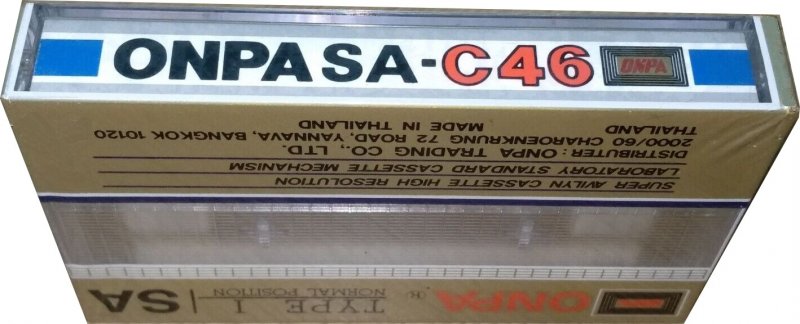 ONPA SA-C46 ONPA
ONPA ® TYPE I SA
NORMAL POSITION
SUPER AVILYN CASSETTE HIGH RESOLUTION
LABORATORY STANDARD CASSETTE MECHANISM
DISTRIBUTER: ONPA TRADING CO., LTD.
2000/60 CHAROENKRUNG 72 ROAD, YANNAVA, BANGKOK 10120
THAILAND MADE IN THAILAND